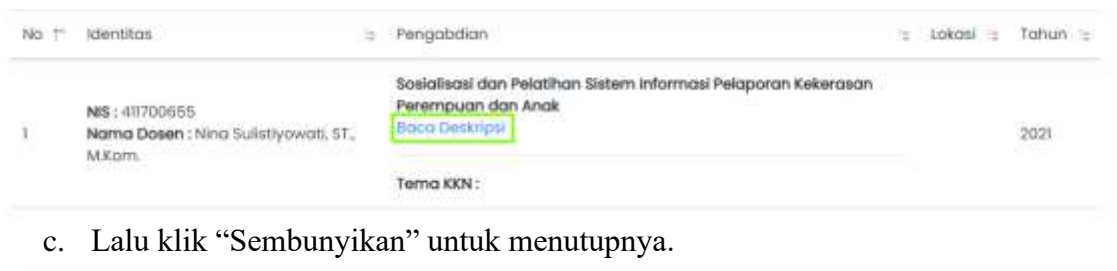 No Identitas Pengabdian Lokasi Tahun
Sosialisasi dan Pelatihan Sistem Informasi Pelaporan Kekerasan
Perempuan dan Anak
Baca Deskripsi
NIS : 411700655
1 Nama Dosen : Nina Sulistiyowati, ST., 2021
M.Kom.
Tema KKN :
c. Lalu klik “Sembunyikan” untuk menutupnya.